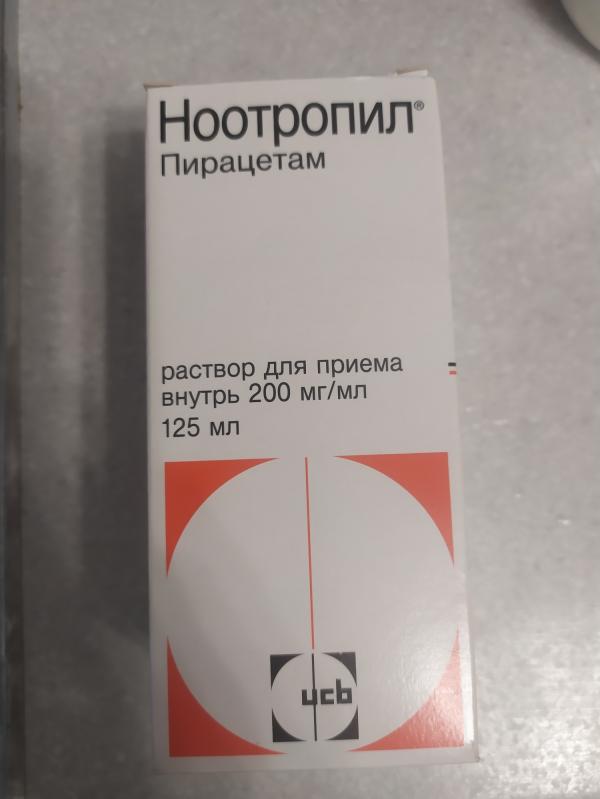 Ноотропил®
Пирацетам
раствор для приема
внутрь 200 мг/мл
125 мл
ucb